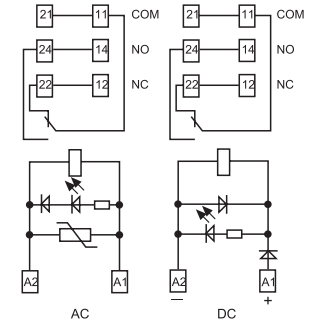 21 11 COM 21 11 COM
24 14 NO 24 14 NO
22 12 NC 22 12 NC
A2 A1 A2 A1
— +
AC DC